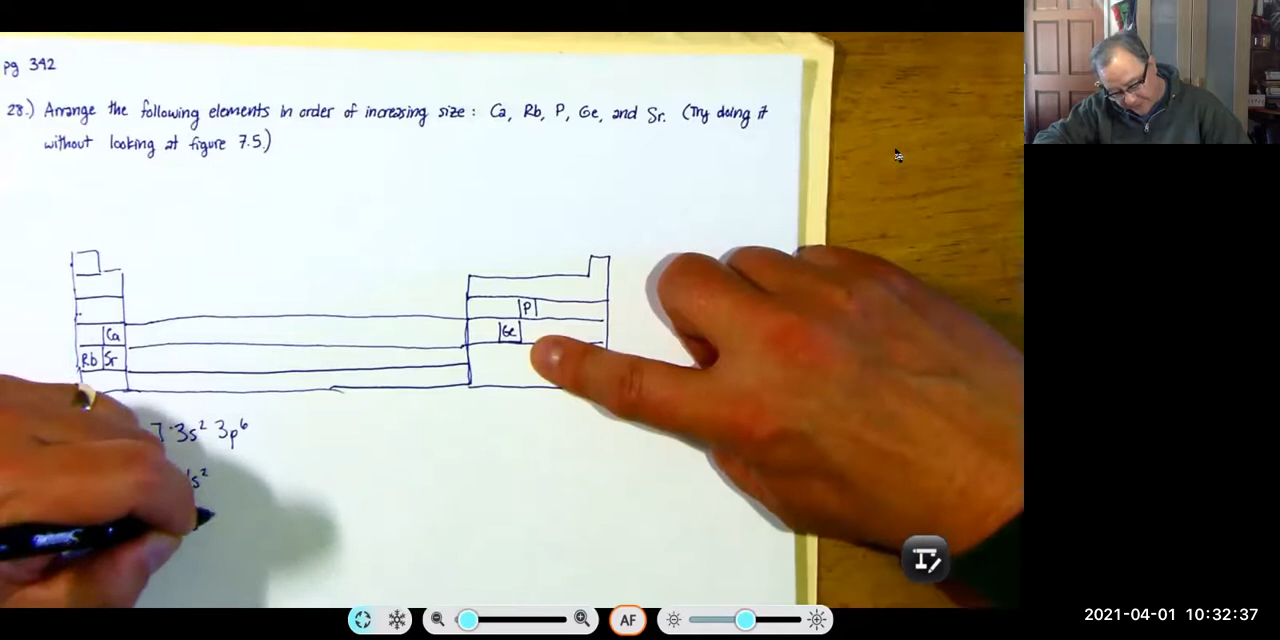 pg 342
28.) Arrange the following elements in order of increasing size: Ca, Rb, P, Ge, and Sr. (Try doing it
without looking at figure 7.5.)
P
Ca
Ge
Rb Sr
3s² 3p⁶
s²
AF
2021-04-01 10:32:37